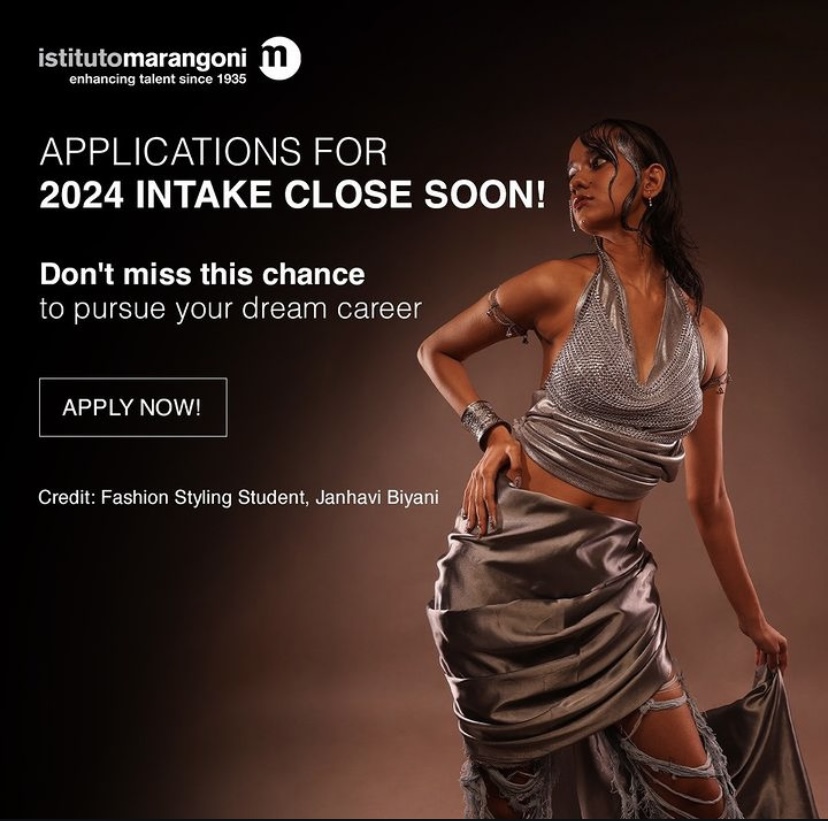 istitutomarangoni m
enhancing talent since 1935
APPLICATIONS FOR
2024 INTAKE CLOSE SOON!
Don't miss this chance
to pursue your dream career
APPLY NOW!
Credit: Fashion Styling Student, Janhavi Biyani